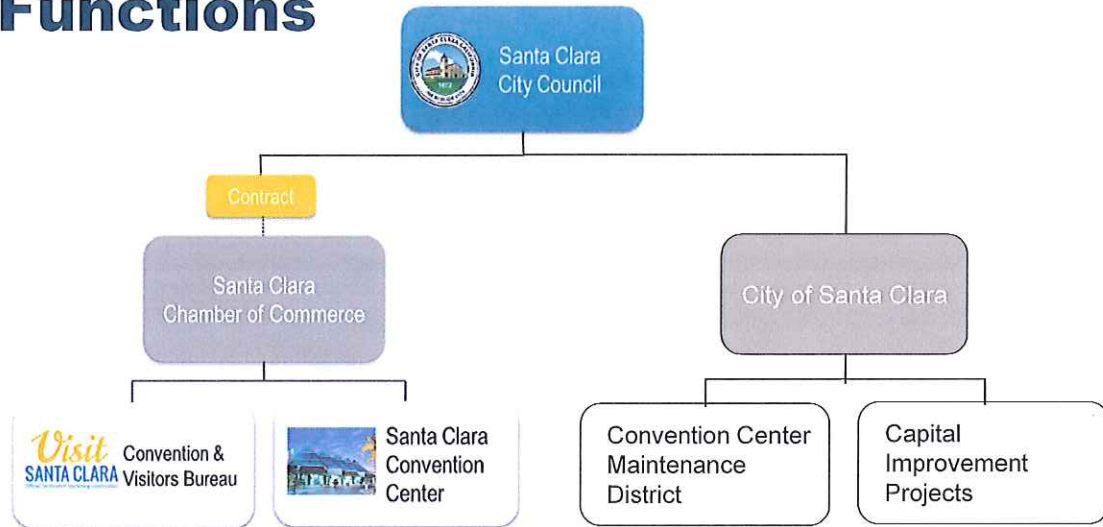 Functions
Santa Clara
City Council
Contract
Santa Clara
Chamber of Commerce
City of Santa Clara
Visit
SANTA CLARA
Convention &
Visitors Bureau
Santa Clara
Convention
Center
Convention Center
Maintenance
District
Capital
Improvement
Projects